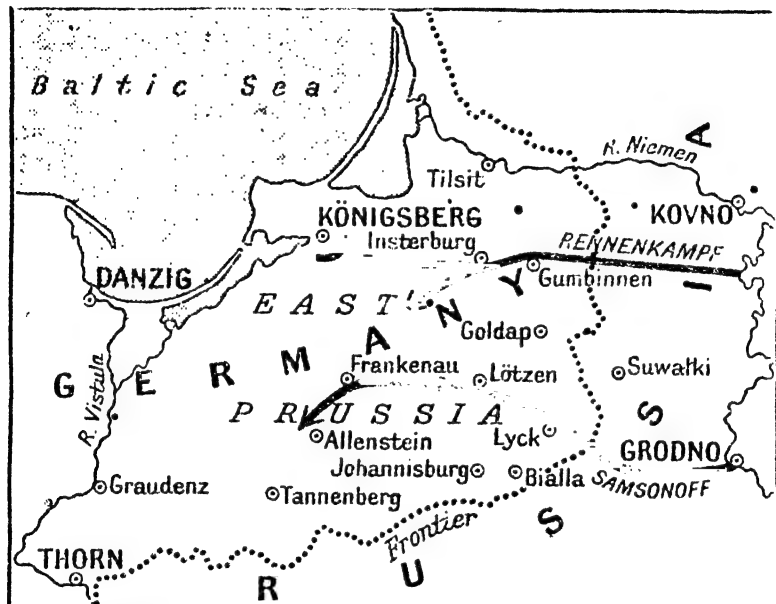 Baltic Sea
R. Niemen
Tilsit
KÖNIGSBERG
KOVNO
Insterburg
RENNENKAMPF
DANZIG
Gumbinnen
EAST
Goldap
GERMANY
Frankenau
Lötzen
Suwałki
R. Vistula
PRUSSIA
Allenstein
Lyck
GRODNO
Johannisburg
Bialla
SAMSONOFF
Graudenz
Tannenberg
Frontier
THORN
RUSSIA